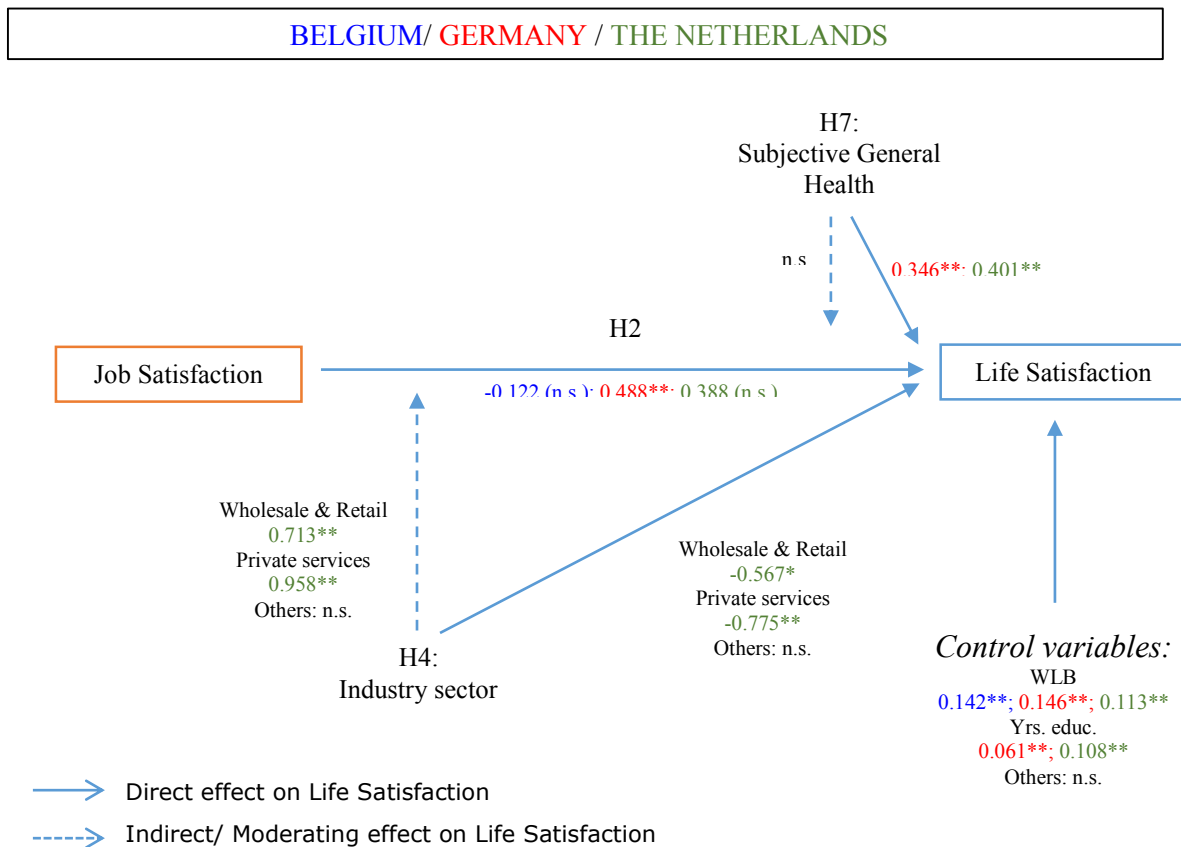 BELGIUM/ GERMANY / THE NETHERLANDS
H7:
Subjective General
Health
n.s
0.346**; 0.401**
H2
Job Satisfaction
Life Satisfaction
-0.122 (n.s.); 0.488**; 0.388 (n.s.)
Wholesale & Retail
0.713**
Private services
0.958**
Others: n.s.
Wholesale & Retail
-0.567*
Private services
-0.775**
Others: n.s.
H4:
Industry sector
Control variables:
WLB
0.142**; 0.146**; 0.113**
Yrs. educ.
0.061**; 0.108**
Others: n.s.
Direct effect on Life Satisfaction
Indirect/ Moderating effect on Life Satisfaction